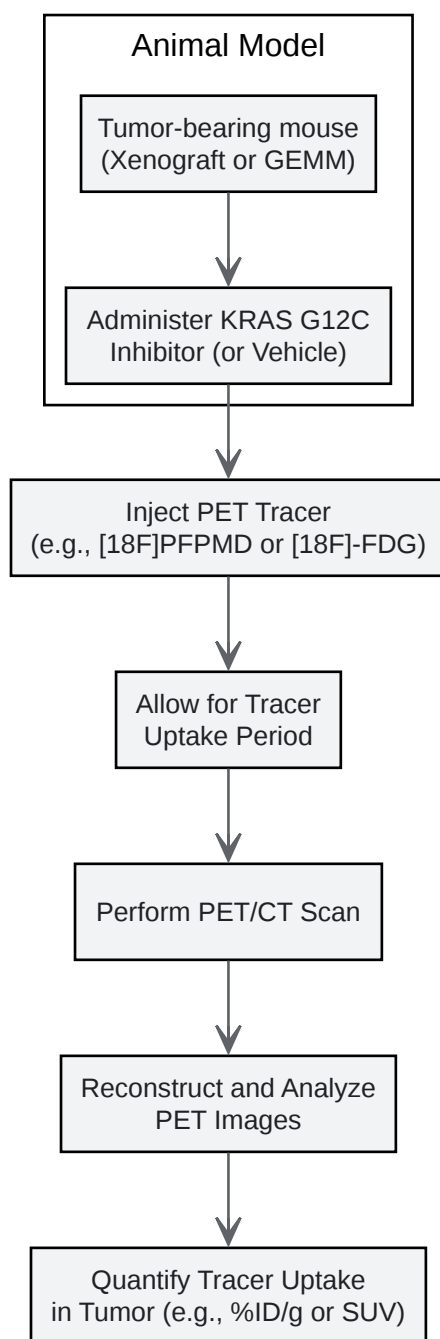 Animal Model
Tumor-bearing mouse
(Xenograft or GEMM)
Administer KRAS G12C
Inhibitor (or Vehicle)
Inject PET Tracer
(e.g., [18F]PFPMD or [18F]-FDG)
Allow for Tracer
Uptake Period
Perform PET/CT Scan
Reconstruct and Analyze
PET Images
Quantify Tracer Uptake
in Tumor (e.g., %ID/g or SUV)